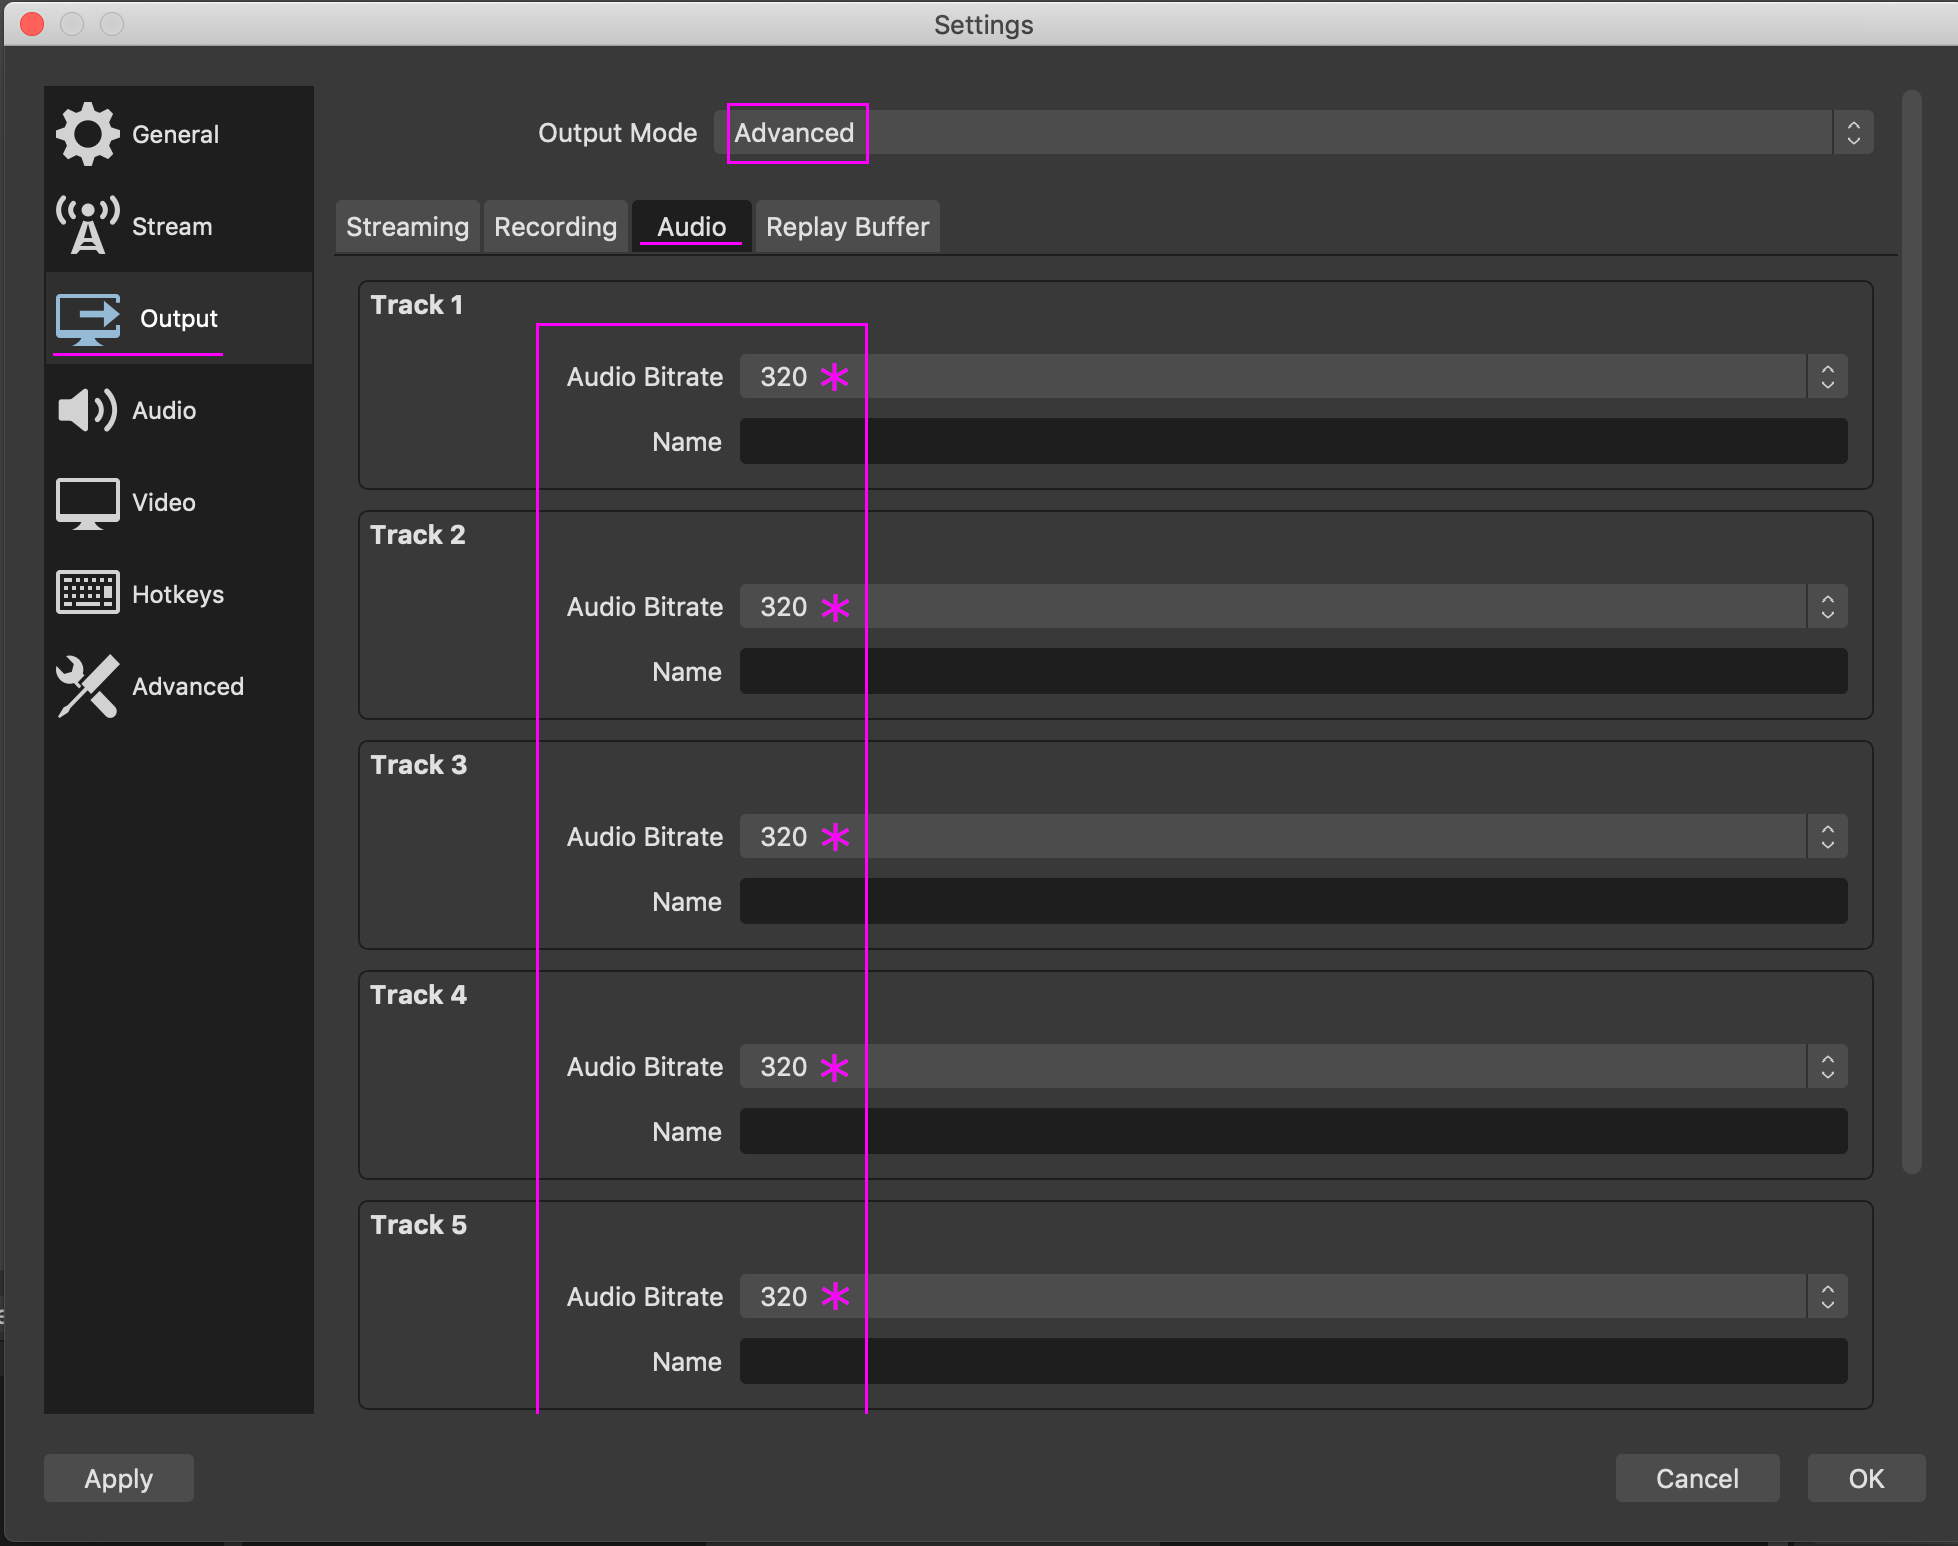 Settings
General
Stream
Output
Audio
Video
Hotkeys
Advanced
Output Mode Advanced
Streaming Recording Audio Replay Buffer
Track 1
Audio Bitrate 320 *
Name
Track 2
Audio Bitrate 320 *
Name
Track 3
Audio Bitrate 320 *
Name
Track 4
Audio Bitrate 320 *
Name
Track 5
Audio Bitrate 320 *
Name
Apply Cancel OK